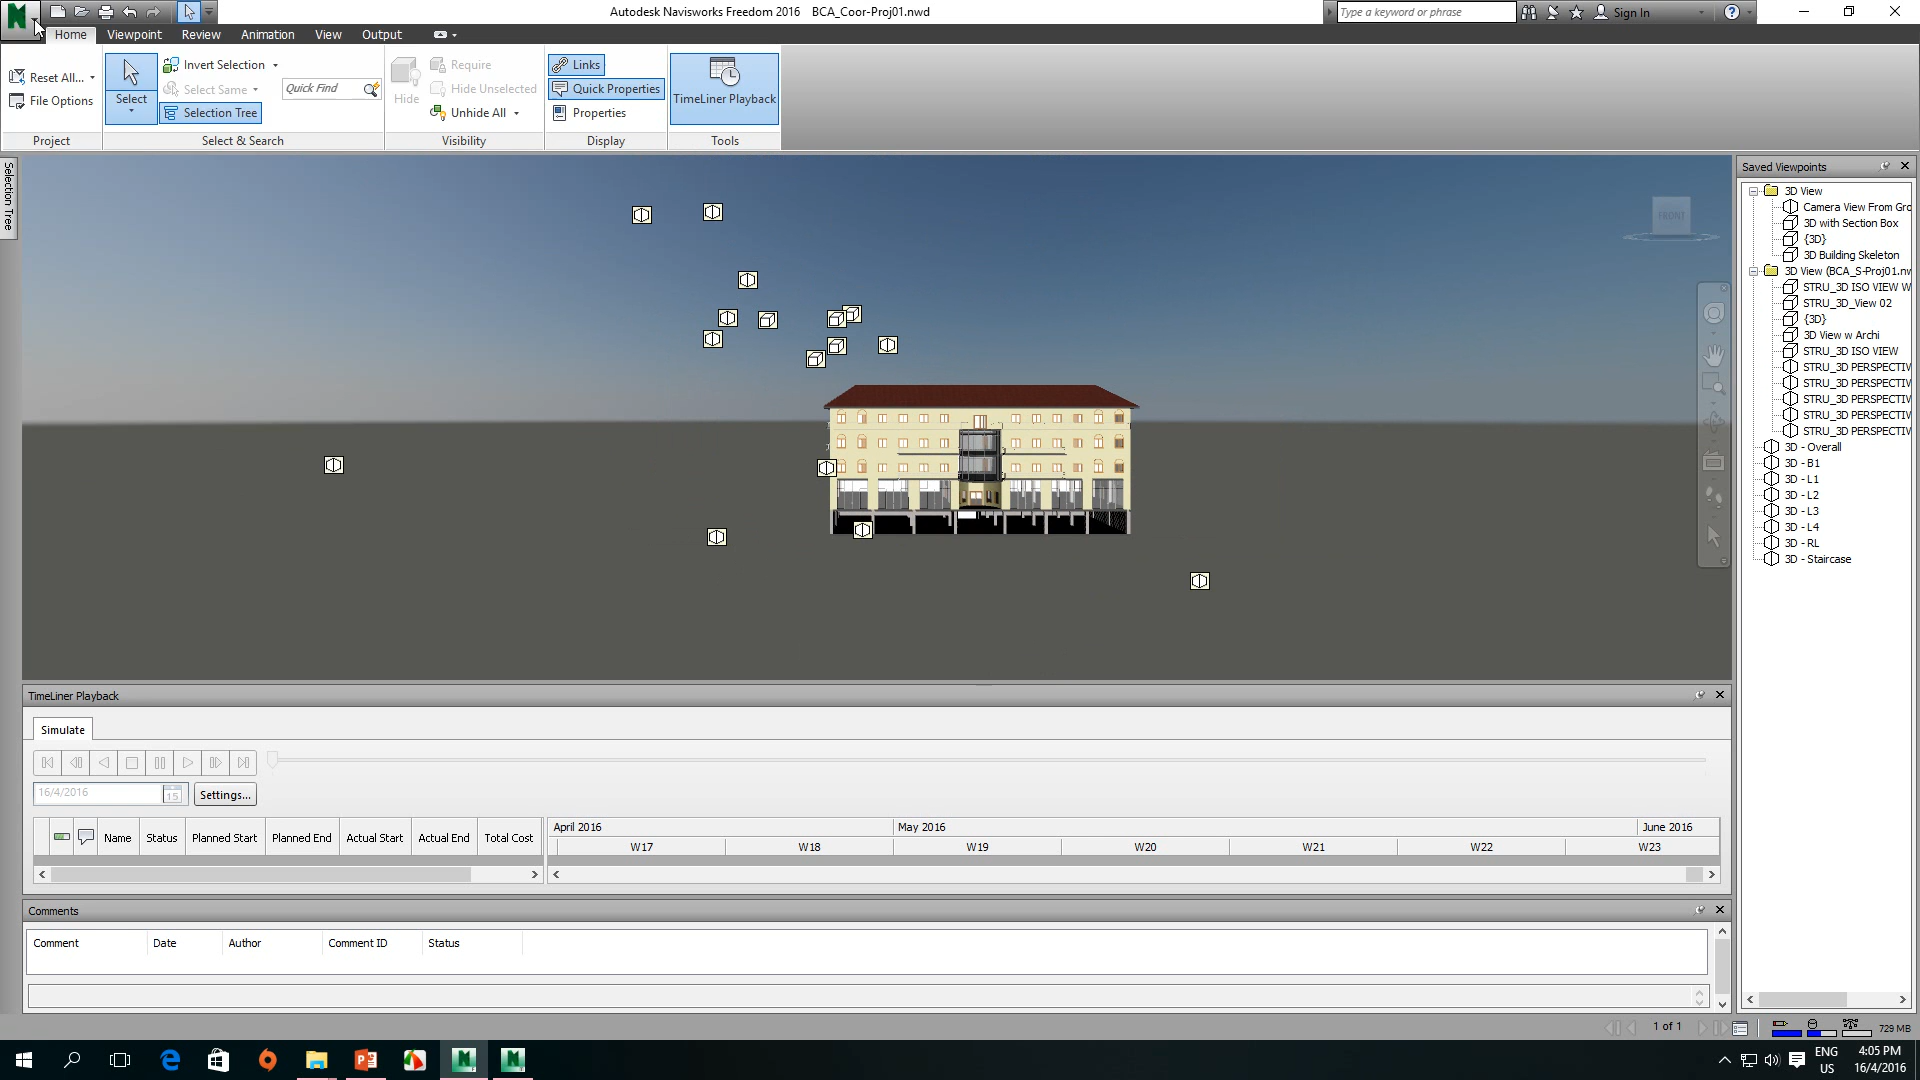 Autodesk Navisworks Freedom 2016 BCA_Coor-Proj01.nwd
Type a keyword or phrase
Sign In
Home Viewpoint Review Animation View Output
Reset All...
File Options
Project
Select
Invert Selection
Select Same
Selection Tree
Quick Find
Select & Search
Hide
Require
Hide Unselected
Unhide All
Visibility
Links
Quick Properties
Properties
Display
TimeLiner Playback
Tools
Selection Tree
FRONT
Saved Viewpoints
3D View
Camera View From Gro
3D with Section Box
{3D}
3D Building Skeleton
3D View (BCA_S-Proj01.nw
STRU_3D ISO VIEW W
STRU_3D_View 02
{3D}
3D View w Archi
STRU_3D ISO VIEW
STRU_3D PERSPECTIV
STRU_3D PERSPECTIV
STRU_3D PERSPECTIV
STRU_3D PERSPECTIV
STRU_3D PERSPECTIV
3D - Overall
3D - B1
3D - L1
3D - L2
3D - L3
3D - L4
3D - RL
3D - Staircase
TimeLiner Playback
Simulate
16/4/2016
15
Settings...
Name Status Planned Start Planned End Actual Start Actual End Total Cost
April 2016 May 2016 June 2016
W17 W18 W19 W20 W21 W22 W23
Comments
Comment Date Author Comment ID Status
1 of 1
729 MB
ENG
US
4:05 PM
16/4/2016